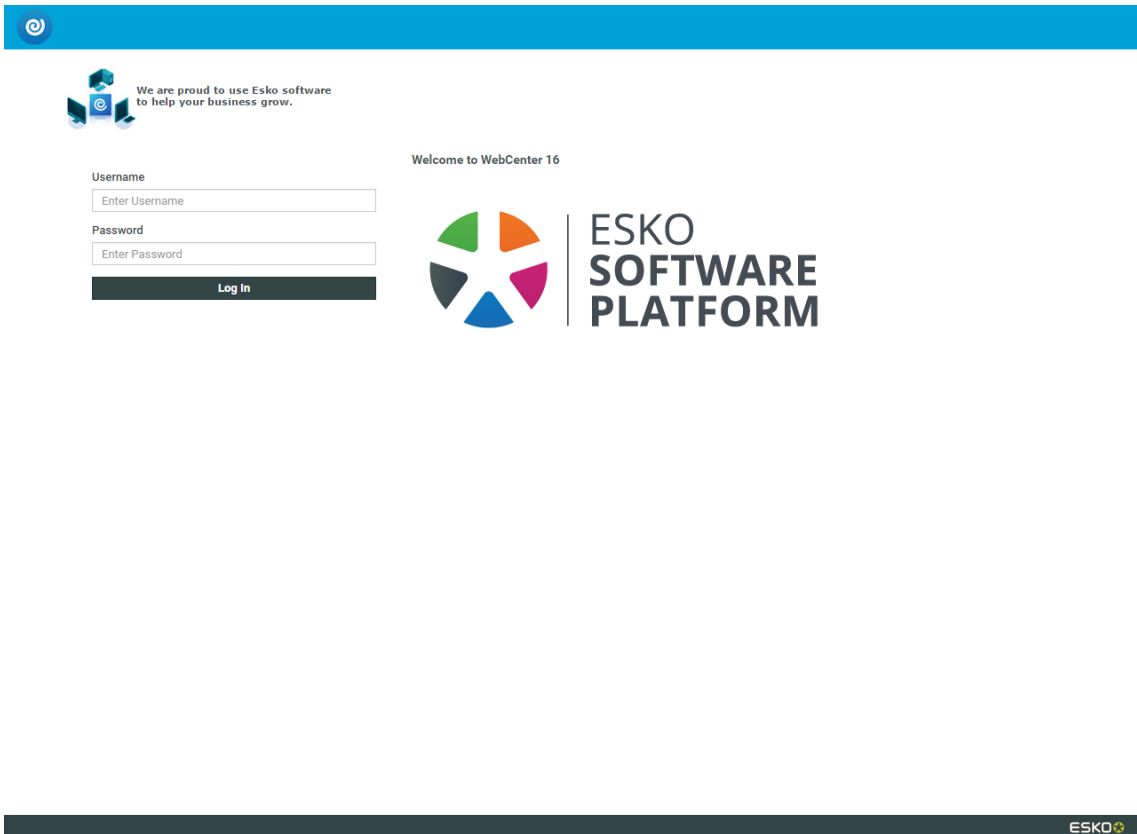 We are proud to use Esko software
to help your business grow.
Welcome to WebCenter 16
Username
Enter Username
Password
Enter Password
Log In
ESKO
SOFTWARE
PLATFORM
ESKO